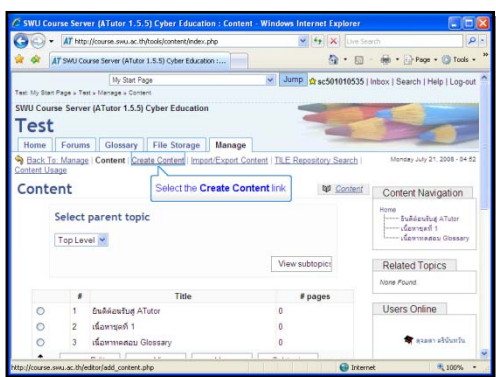 SWU Course Server (ATutor 1.5.5) Cyber Education : Content - Windows Internet Explorer
http://course.swu.ac.th/tools/content/index.php
Live Search
SWU Course Server (ATutor 1.5.5) Cyber Education :...
Page
Tools
My Start Page
Jump
sc501010535 | Inbox | Search | Help | Log-out
Test: My Start Page » Test » Manage » Content
SWU Course Server (ATutor 1.5.5) Cyber Education
Test
Home
Forums
Glossary
File Storage
Manage
Back To: Manage | Content | Create Content | Import/Export Content | TILE Repository Search |
Content Usage
Monday July 21, 2008 - 04:52
Select the Create Content link
Content
Content
Content Navigation
Home
ยินดีต้อนรับสู่ ATutor
เนื้อหาชุดที่ 1
เนื้อหาทดสอบ Glossary
Select parent topic
Top Level
View subtopics
Related Topics
None Found.
# Title # pages
1 ยินดีต้อนรับสู่ ATutor 0
2 เนื้อหาชุดที่ 1 0
3 เนื้อหาทดสอบ Glossary 0
Users Online
http://course.swu.ac.th/editor/add_content.php
Internet
100%